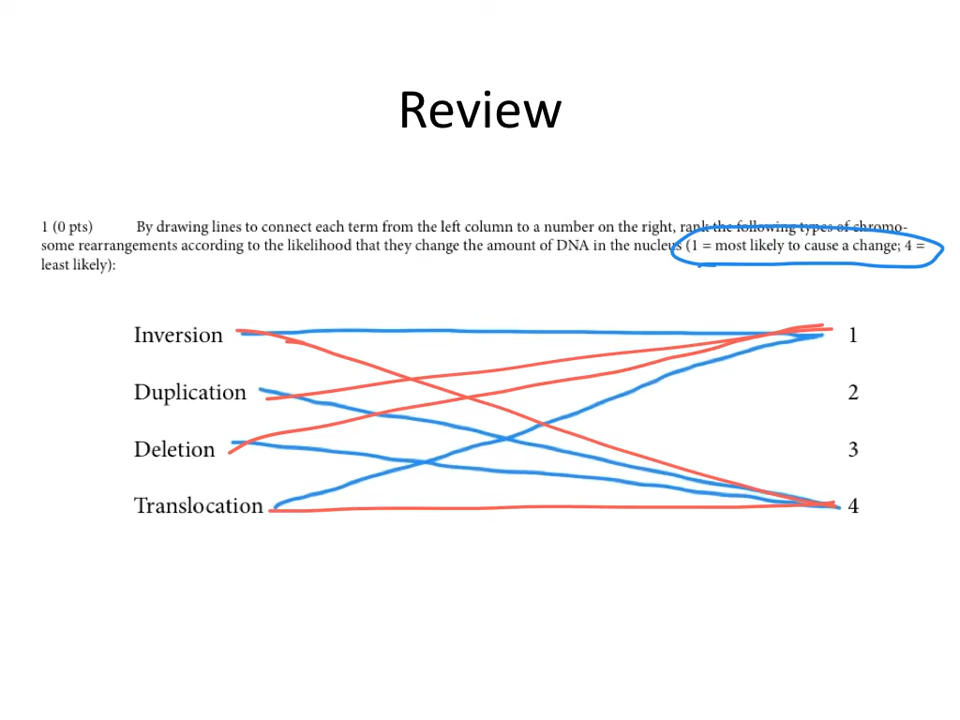 Review
1 (0 pts) By drawing lines to connect each term from the left column to a number on the right, rank the following types of chromo-
some rearrangements according to the likelihood that they change the amount of DNA in the nucleus (1 = most likely to cause a change; 4 =
least likely):
Inversion 1
Duplication 2
Deletion 3
Translocation 4